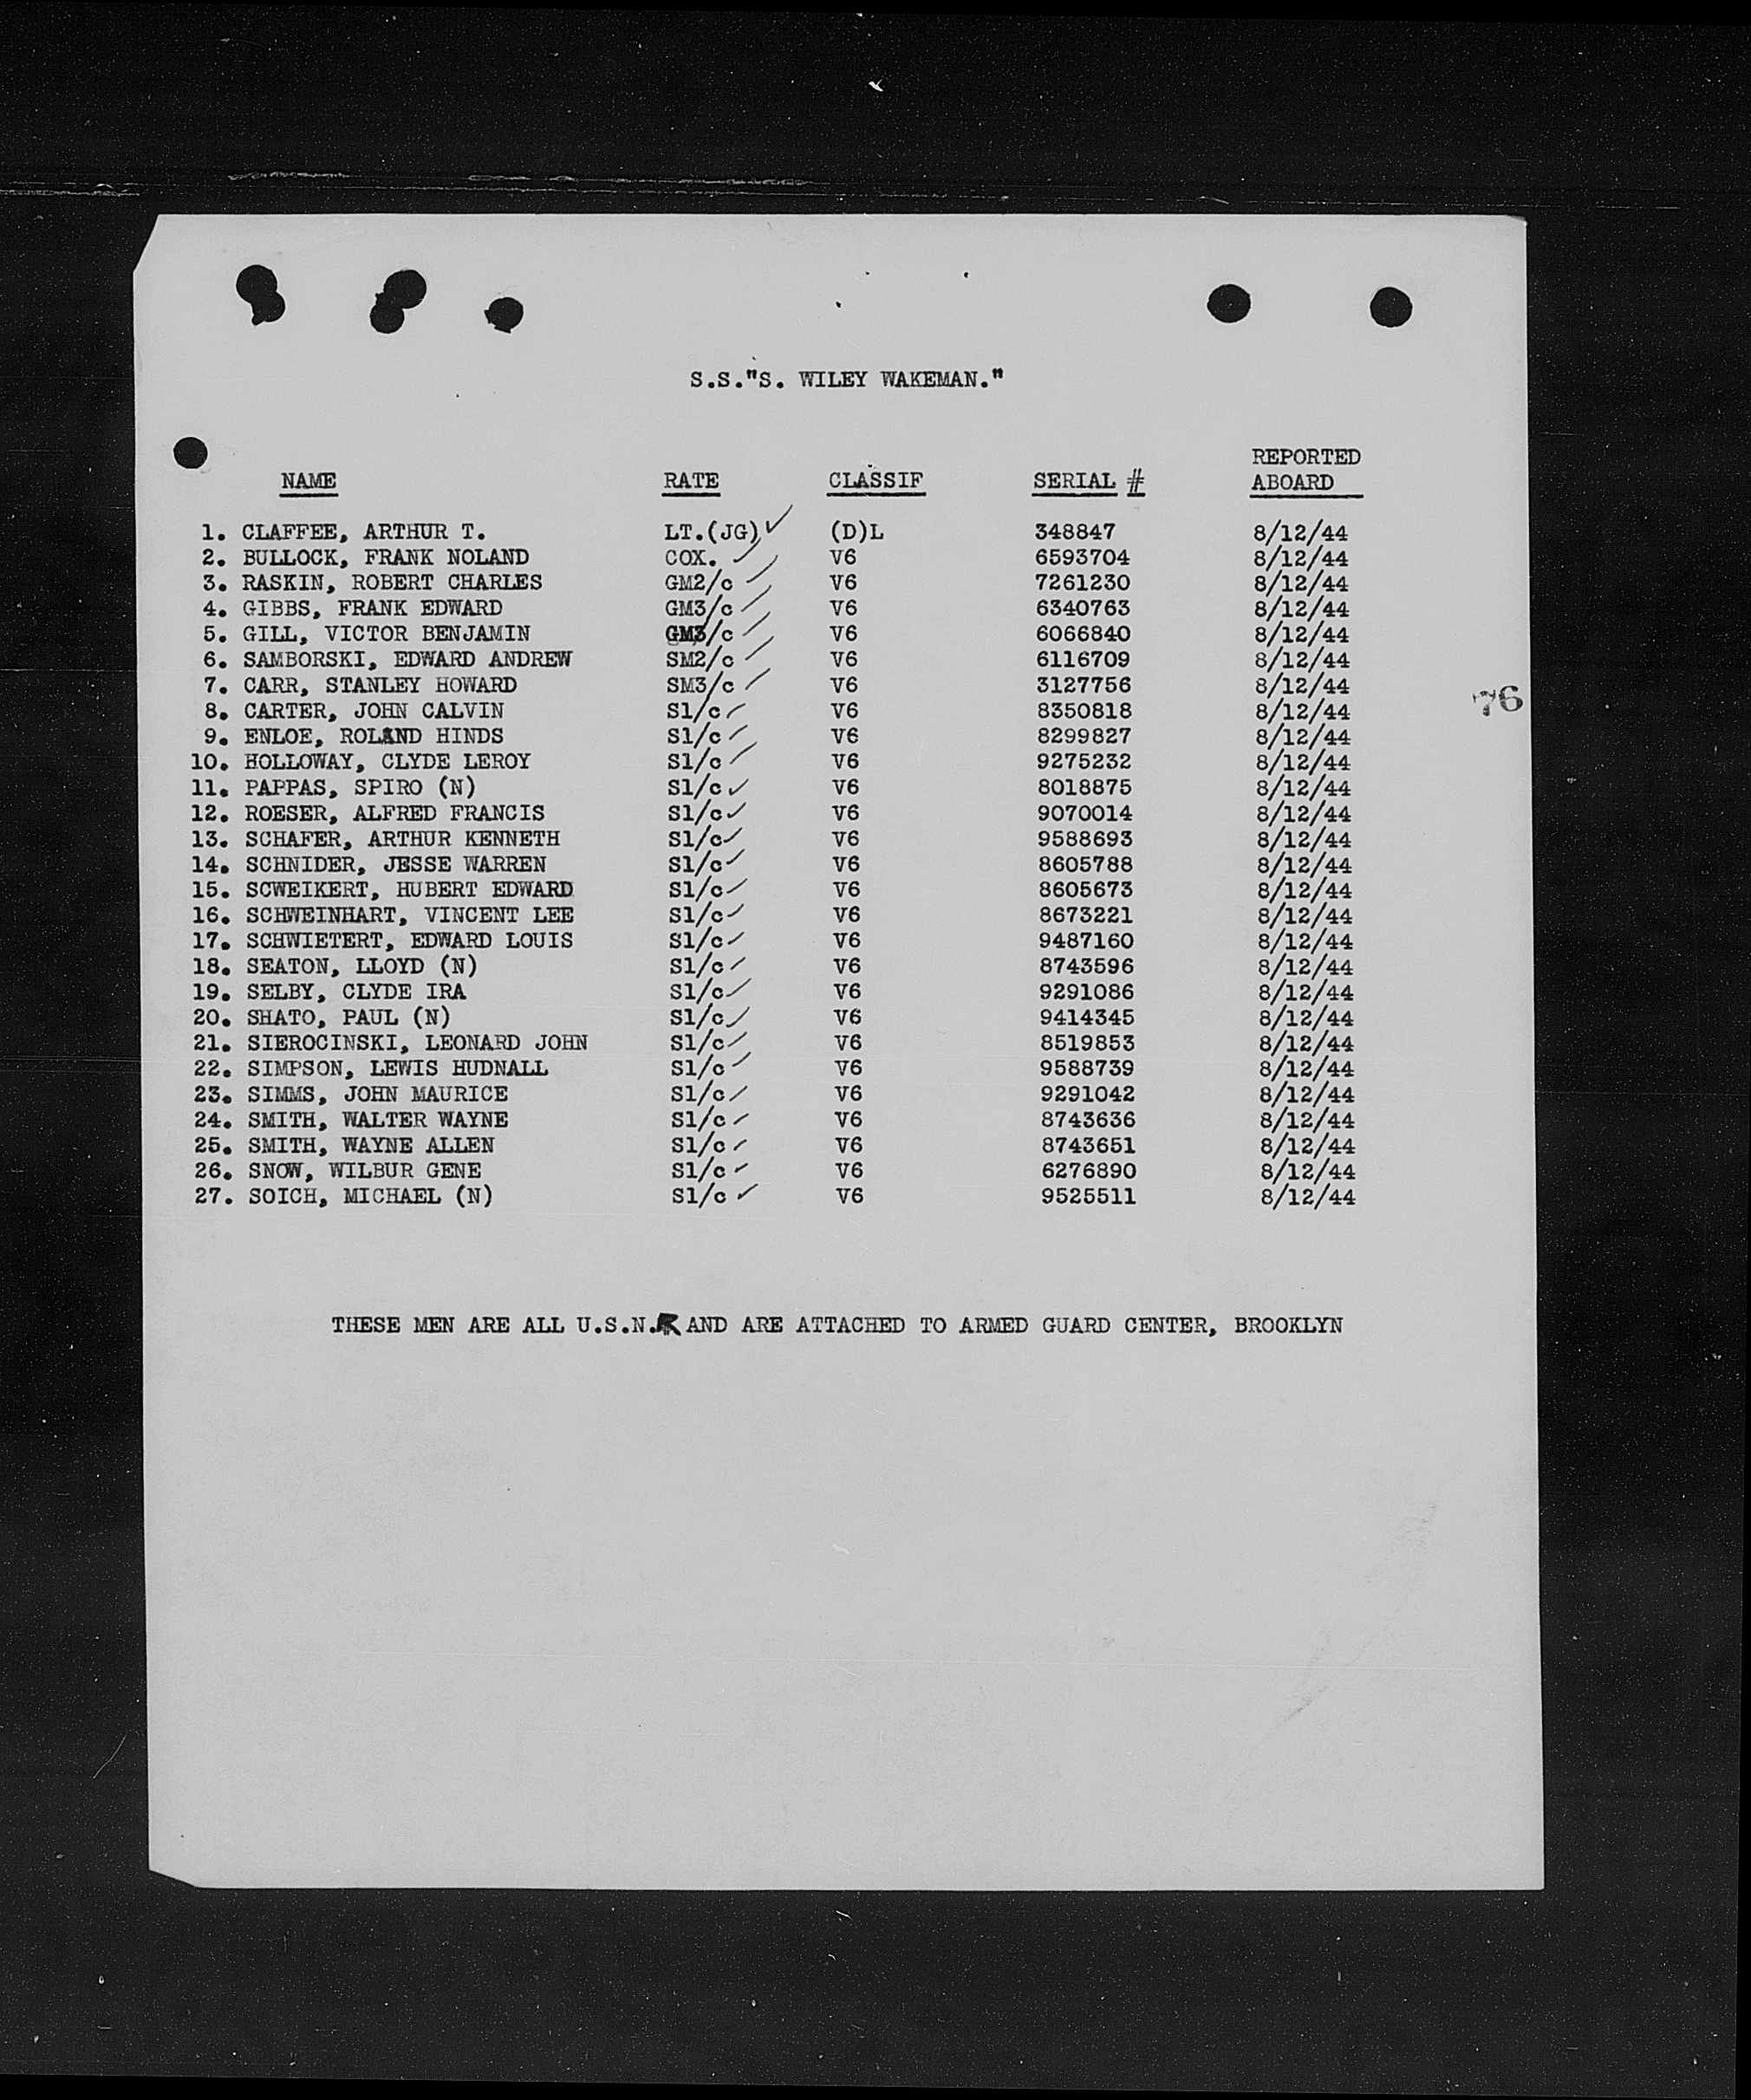 S.S."S. WILEY WAKEMAN."
NAME RATE CLASSIF SERIAL # REPORTED ABOARD
1. CLAFFEE, ARTHUR T. LT.(JG) ✓ (D)L 348847 8/12/44
2. BULLOCK, FRANK NOLAND COX. ✓ V6 6593704 8/12/44
3. RASKIN, ROBERT CHARLES GM2/c ✓ V6 7261230 8/12/44
4. GIBBS, FRANK EDWARD GM3/c ✓ V6 6340763 8/12/44
5. GILL, VICTOR BENJAMIN GM3/c ✓ V6 6066840 8/12/44
6. SAMBORSKI, EDWARD ANDREW SM2/c ✓ V6 6116709 8/12/44
7. CARR, STANLEY HOWARD SM3/c ✓ V6 3127756 8/12/44
8. CARTER, JOHN CALVIN S1/c ✓ V6 8350818 8/12/44
9. ENLOE, ROLAND HINDS S1/c ✓ V6 8299827 8/12/44
10. HOLLOWAY, CLYDE LEROY S1/c ✓ V6 9275232 8/12/44
11. PAPPAS, SPIRO (N) S1/c ✓ V6 8018875 8/12/44
12. ROESER, ALFRED FRANCIS S1/c ✓ V6 9070014 8/12/44
13. SCHAFER, ARTHUR KENNETH S1/c ✓ V6 9588693 8/12/44
14. SCHNIDER, JESSE WARREN S1/c ✓ V6 8605788 8/12/44
15. SCWEIKERT, HUBERT EDWARD S1/c ✓ V6 8605673 8/12/44
16. SCHWEINHART, VINCENT LEE S1/c ✓ V6 8673221 8/12/44
17. SCHWIETERT, EDWARD LOUIS S1/c ✓ V6 9487160 8/12/44
18. SEATON, LLOYD (N) S1/c ✓ V6 8743596 8/12/44
19. SELBY, CLYDE IRA S1/c ✓ V6 9291086 8/12/44
20. SHATO, PAUL (N) S1/c ✓ V6 9414345 8/12/44
21. SIEROCINSKI, LEONARD JOHN S1/c ✓ V6 8519853 8/12/44
22. SIMPSON, LEWIS HUDNALL S1/c ✓ V6 9588739 8/12/44
23. SIMMS, JOHN MAURICE S1/c ✓ V6 9291042 8/12/44
24. SMITH, WALTER WAYNE S1/c ✓ V6 8743636 8/12/44
25. SMITH, WAYNE ALLEN S1/c ✓ V6 8743651 8/12/44
26. SNOW, WILBUR GENE S1/c ✓ V6 6276890 8/12/44
27. SOICH, MICHAEL (N) S1/c ✓ V6 9525511 8/12/44
76
THESE MEN ARE ALL U.S.N.R AND ARE ATTACHED TO ARMED GUARD CENTER, BROOKLYN